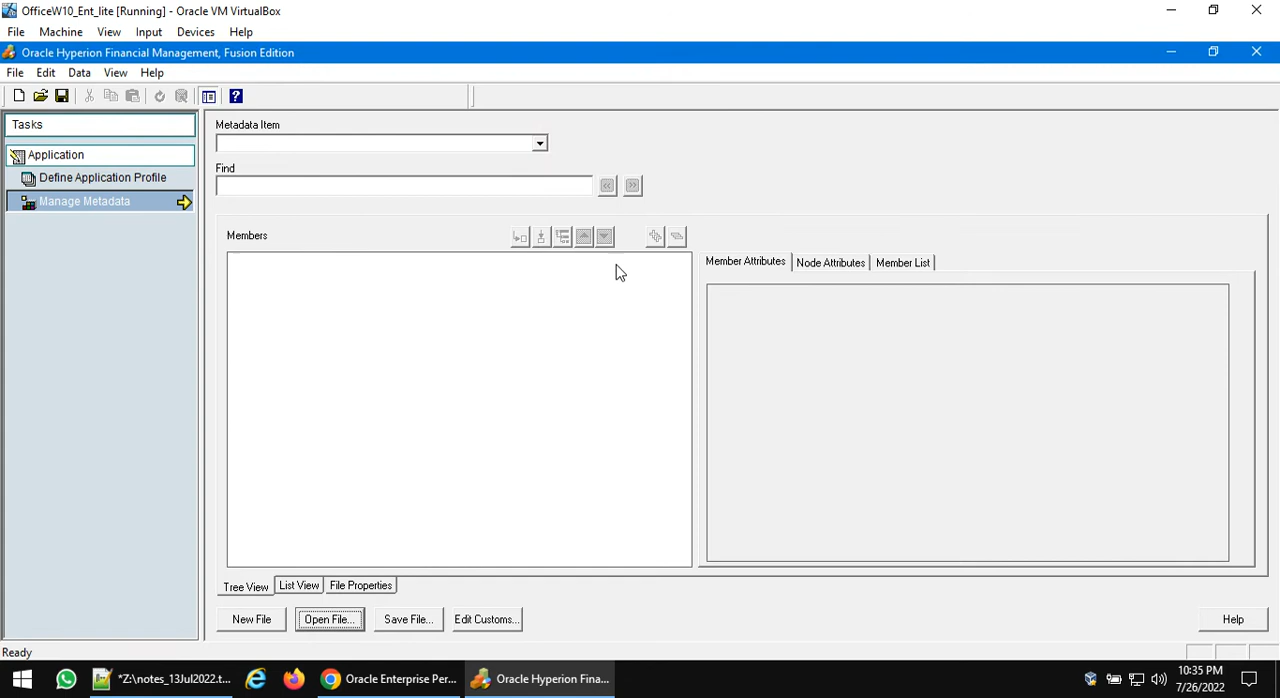 OfficeW10_Ent_lite [Running] - Oracle VM VirtualBox
File Machine View Input Devices Help
Oracle Hyperion Financial Management, Fusion Edition
File Edit Data View Help
Tasks
Application
Define Application Profile
Manage Metadata
Metadata Item
Find
Members
Member Attributes Node Attributes Member List
Tree View List View File Properties
New File Open File... Save File... Edit Customs... Help
Ready
*Z:\notes_13Jul2022.t... Oracle Enterprise Per... Oracle Hyperion Fina...
10:35 PM
7/26/2022